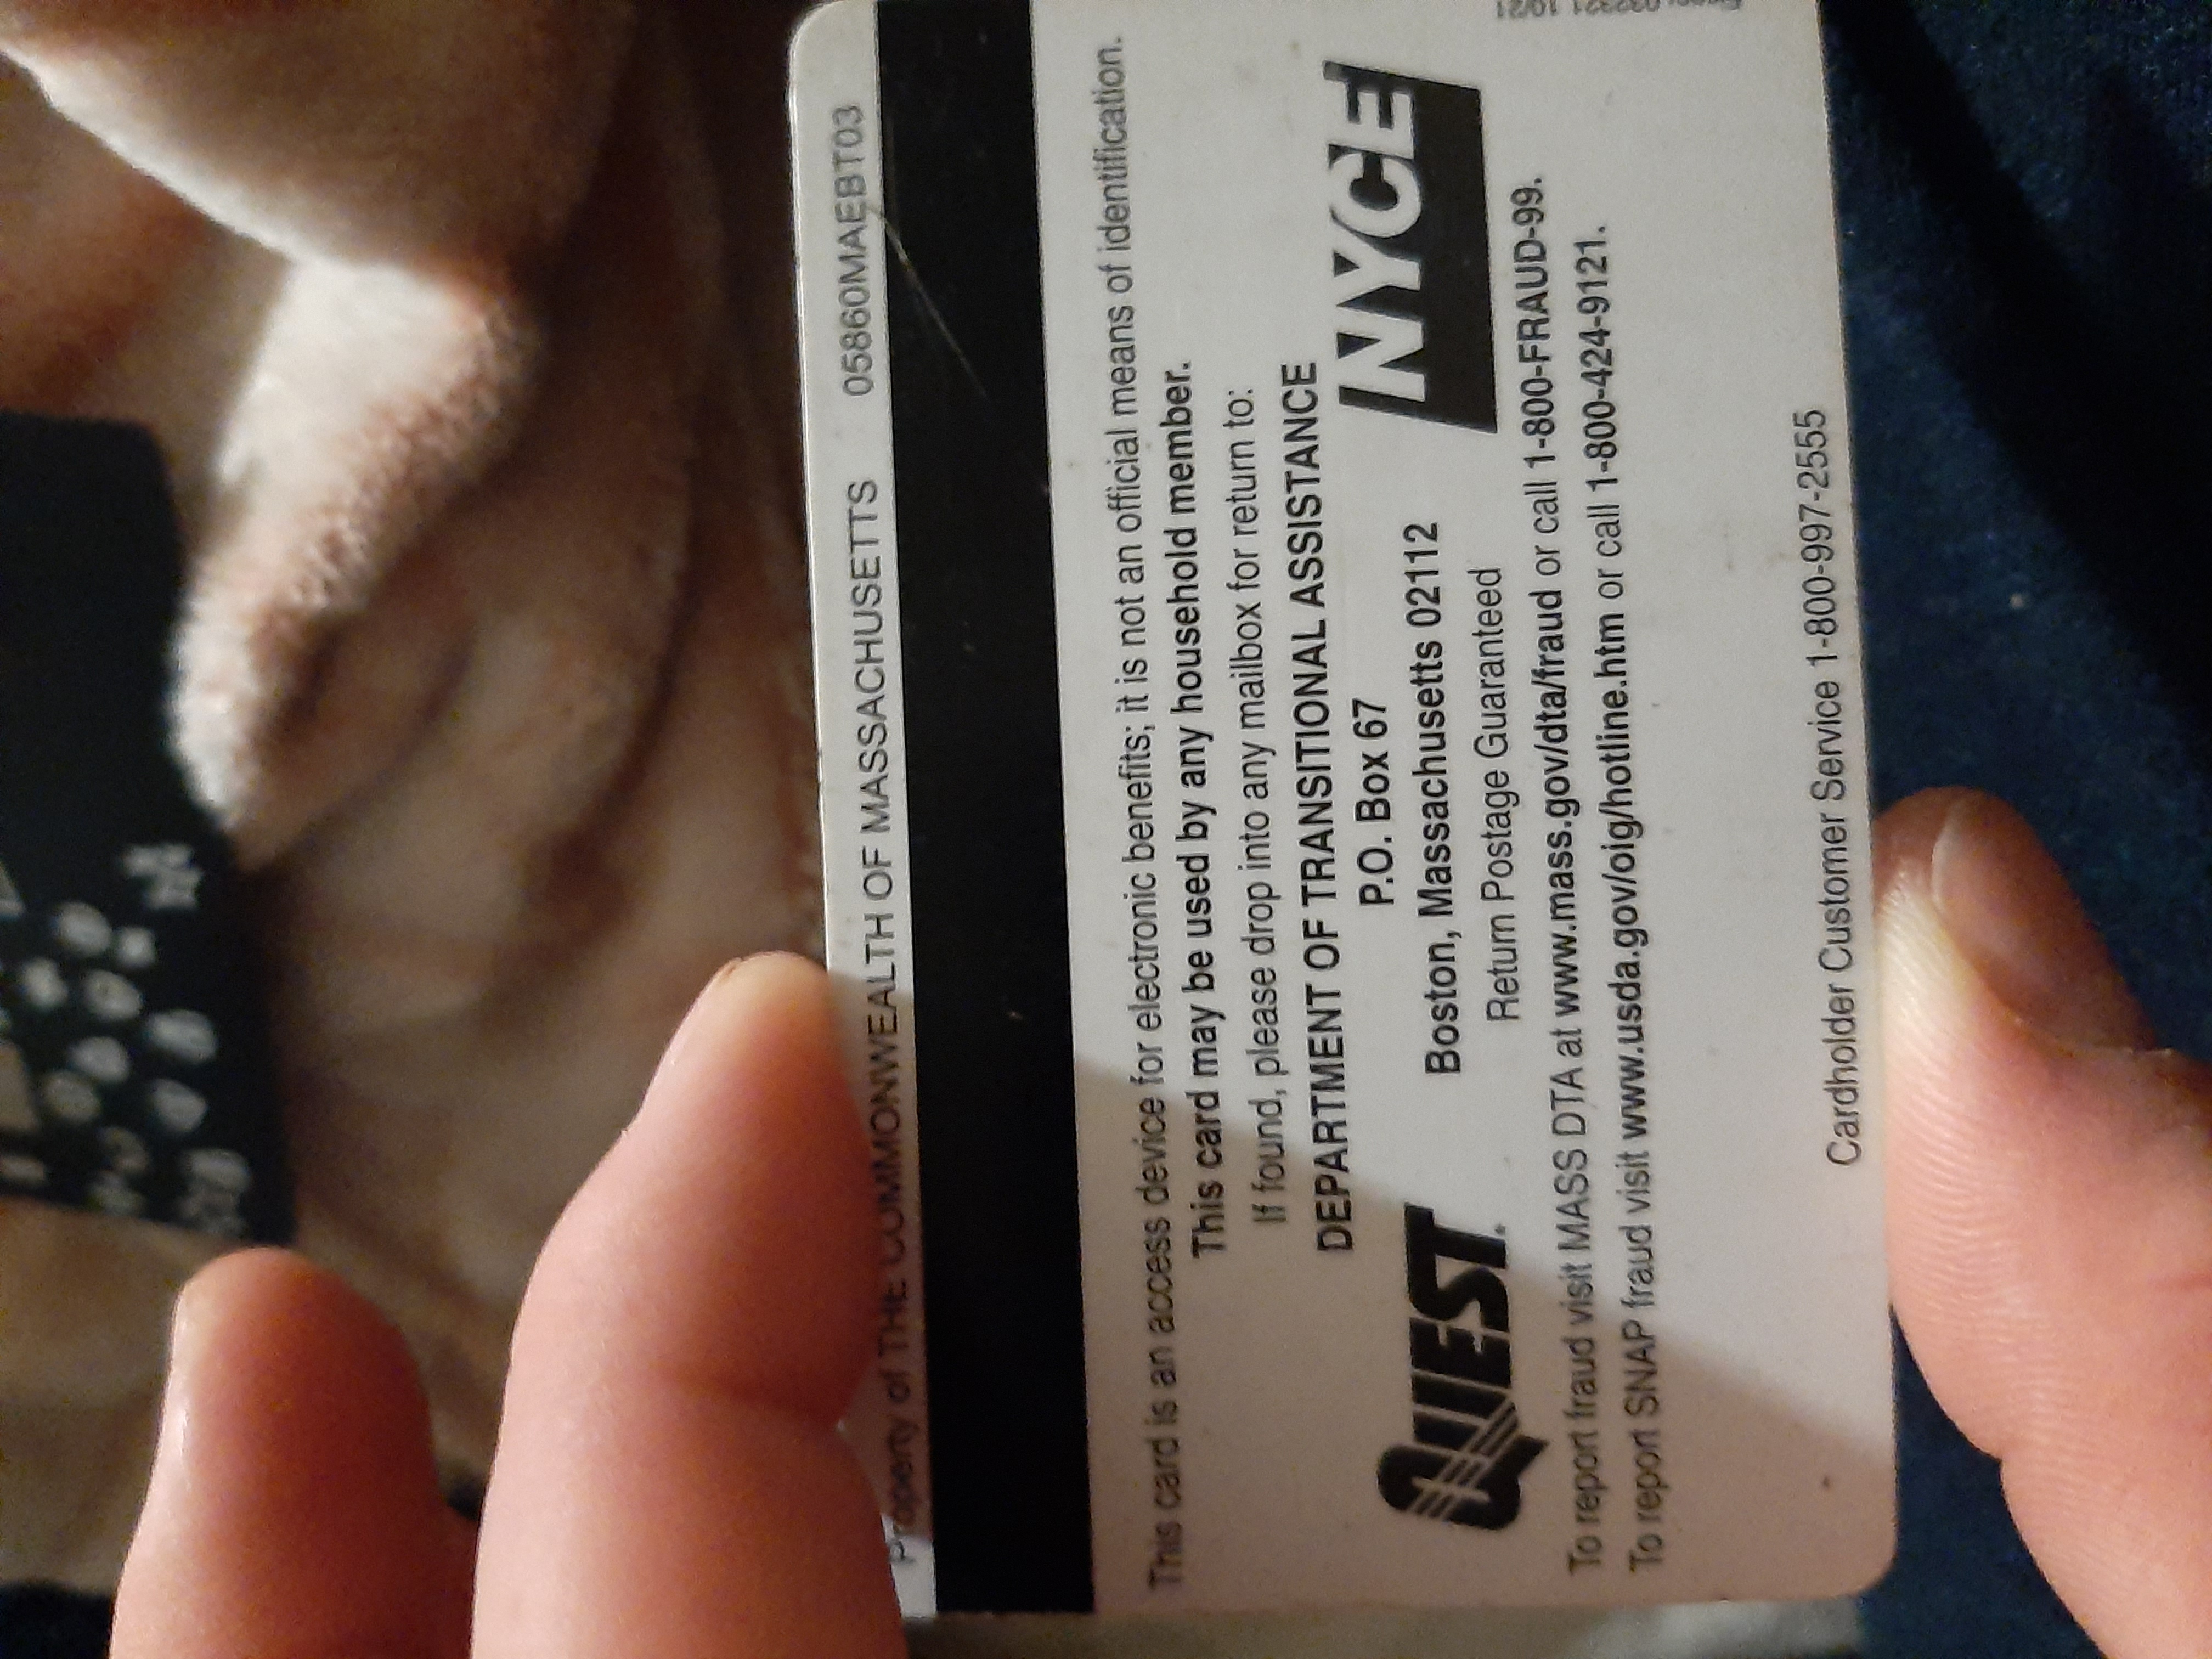 Property of THE COMMONWEALTH OF MASSACHUSETTS 05860MAEBT03
This card is an access device for electronic benefits; it is not an official means of identification.
This card may be used by any household member.
If found, please drop into any mailbox for return to:
DEPARTMENT OF TRANSITIONAL ASSISTANCE
P.O. Box 67
Boston, Massachusetts 02112
Return Postage Guaranteed
QUEST®
NYCE
To report fraud visit MASS DTA at www.mass.gov/dta/fraud or call 1-800-FRAUD-99.
To report SNAP fraud visit www.usda.gov/oig/hotline.htm or call 1-800-424-9121.
Cardholder Customer Service 1-800-997-2555